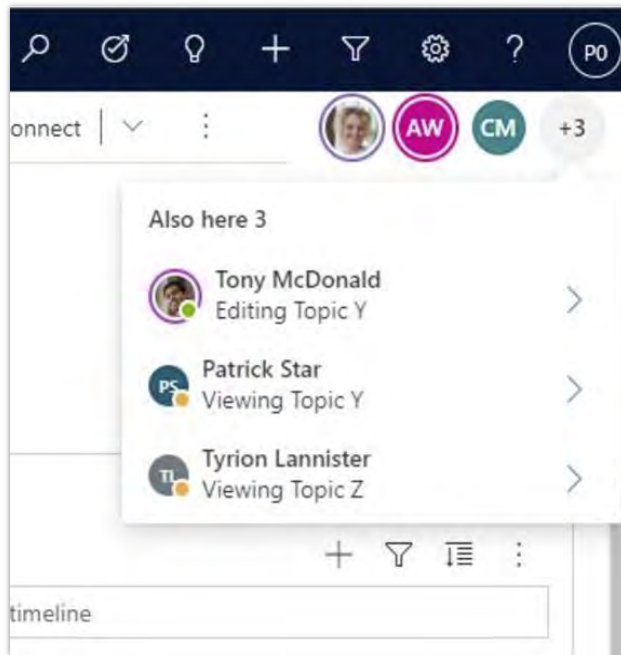 P0
onnect
AW
CM
+3
Also here 3
Tony McDonald
Editing Topic Y
PS
Patrick Star
Viewing Topic Y
TL
Tyrion Lannister
Viewing Topic Z
timeline